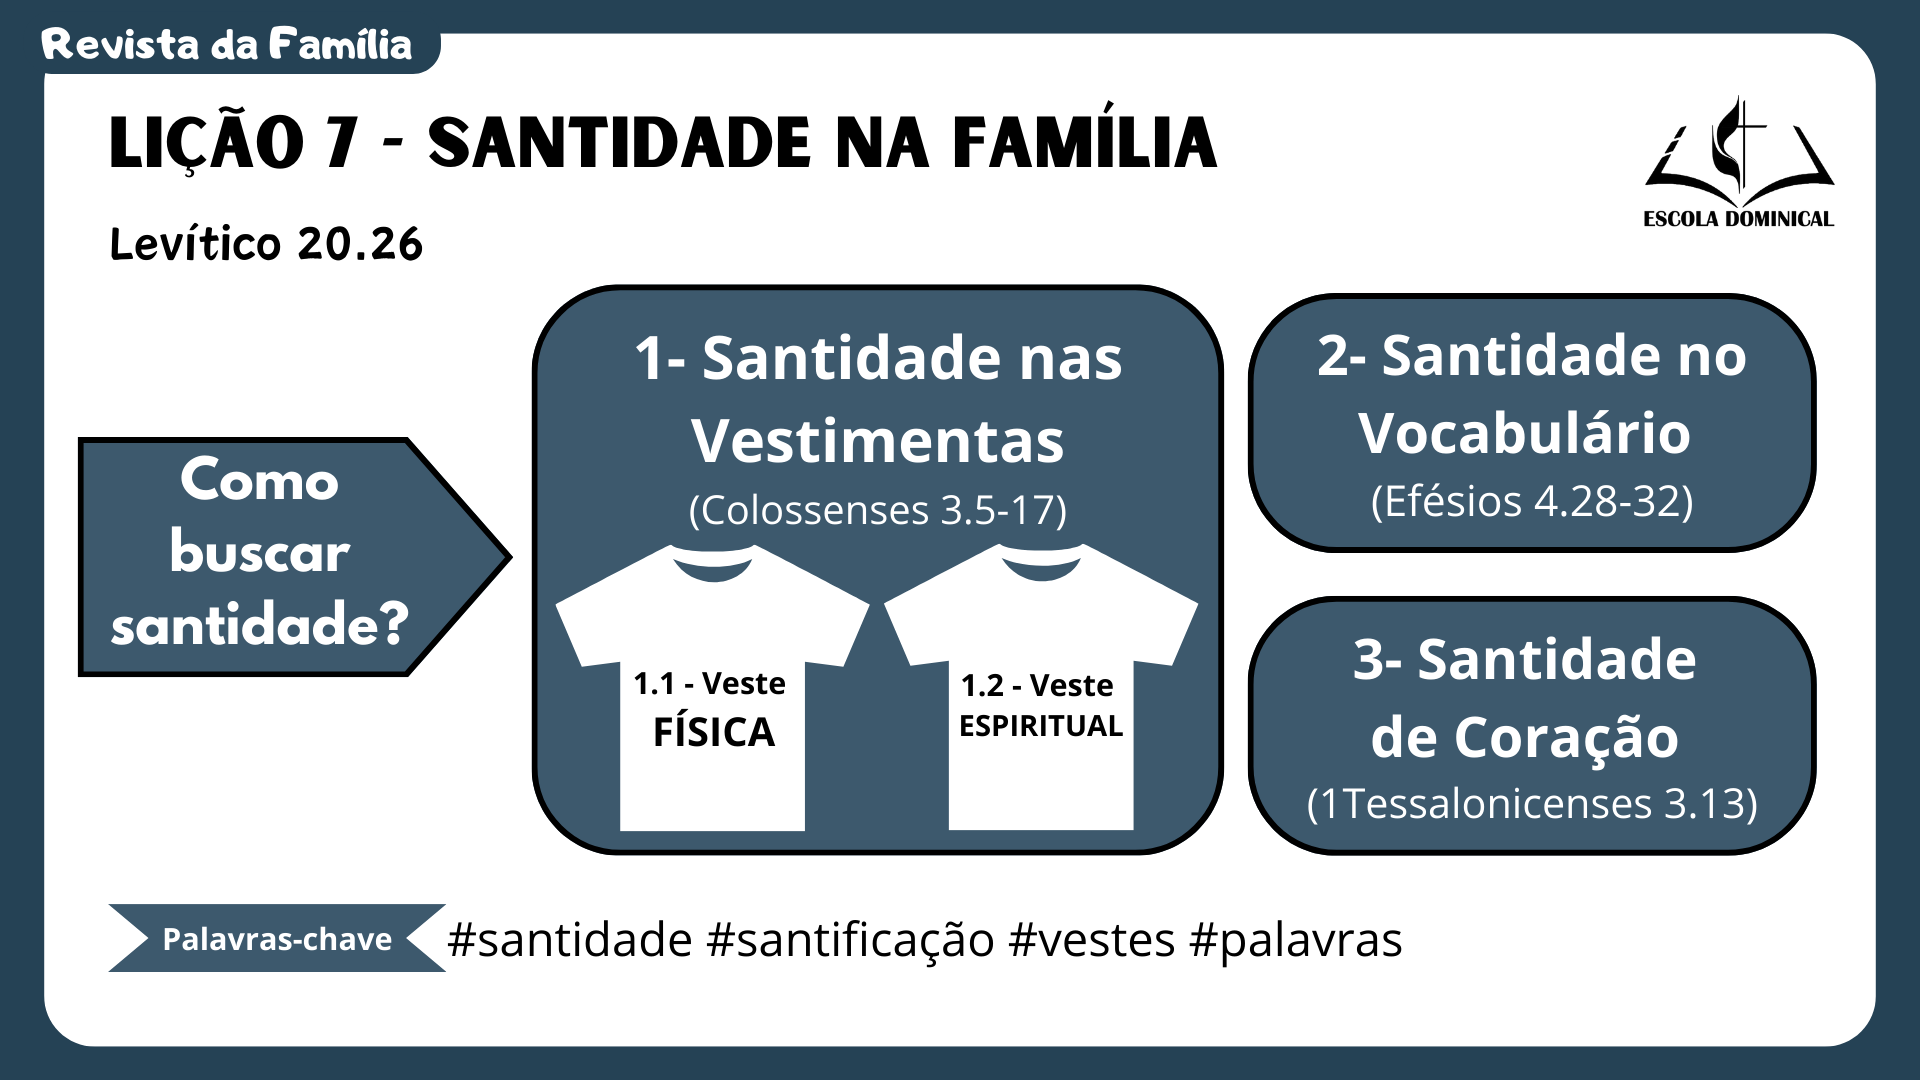 Revista da Família
LIÇÃO 7 - SANTIDADE NA FAMÍLIA
ESCOLA DOMINICAL
Levítico 20.26
Como
buscar
santidade?
1- Santidade nas
Vestimentas
(Colossenses 3.5-17)
1.1 - Veste
FÍSICA
1.2 - Veste
ESPIRITUAL
2- Santidade no
Vocabulário
(Efésios 4.28-32)
3- Santidade
de Coração
(1Tessalonicenses 3.13)
Palavras-chave
#santidade #santificação #vestes #palavras